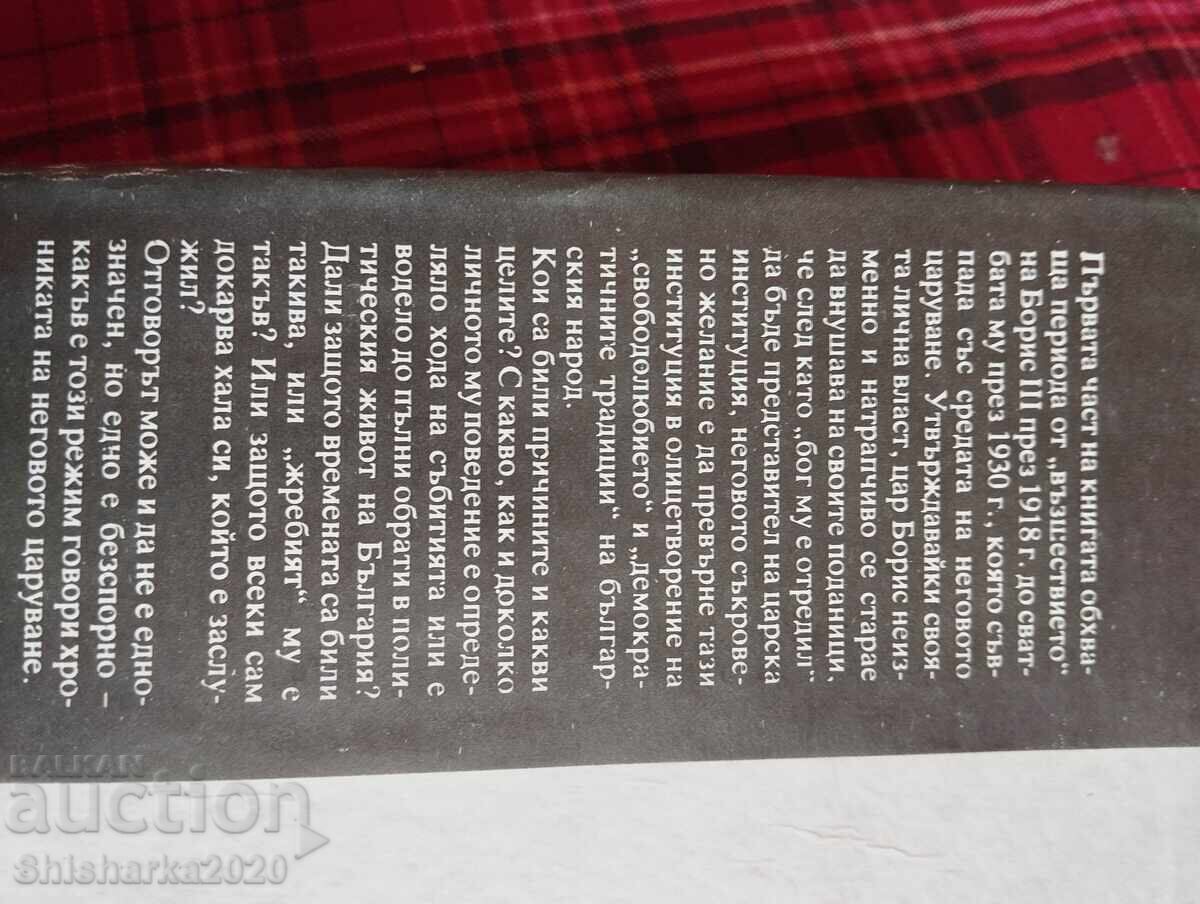 Първата част на книгата обхва-
ща периода от „възшествието“
на Борис III през 1918 г. до сват-
бата му през 1930 г., която съв-
пада със средата на неговото
царуване. Утвърждавайки своя-
та лична власт, цар Борис неиз-
менно и натрапчиво се старае
да внушава на своите поданици,
че след като „бог му е отредил“
да бъде представител на царска
институция, неговото съкрове-
но желание е да превърне тази
институция в олицетворение на
„свободолюбието“ и „демокра-
тичните традиции“ на българ-
ския народ.
Кои са били причините и какви
целите? С какво, как и доколко
личното му поведение е опреде-
ляло хода на събитията или е
водело до пълни обрати в поли-
тическия живот на България?
Дали защото времената са били
такива, или „жребият“ му е
такъв? Или защото всеки сам
докарва хала си, който е заслу-
жил?
Отговорът може и да не е едно-
значен, но едно е безспорно –
какъв е този режим говори хро-
никата на неговото царуване.
BALKAN
auction
Shisharka2020